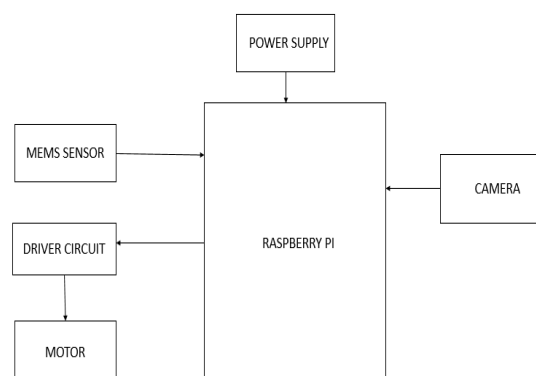 POWER SUPPLY
MEMS SENSOR
CAMERA
DRIVER CIRCUIT
RASPBERRY PI
MOTOR